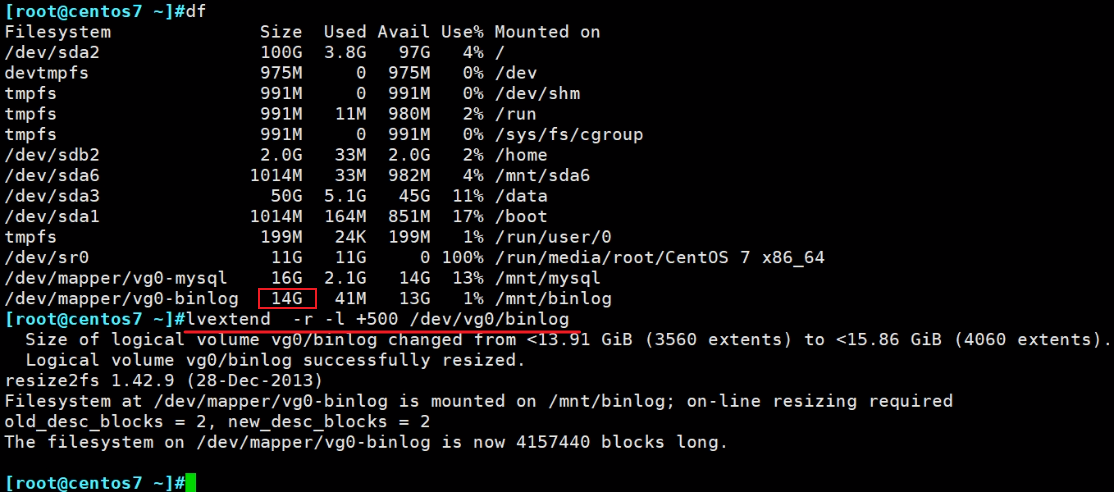 [root@centos7 ~]#df
Filesystem              Size  Used Avail Use% Mounted on
/dev/sda2               100G  3.8G   97G   4% /
devtmpfs                975M     0  975M   0% /dev
tmpfs                   991M     0  991M   0% /dev/shm
tmpfs                   991M   11M  980M   2% /run
tmpfs                   991M     0  991M   0% /sys/fs/cgroup
/dev/sdb2               2.0G   33M  2.0G   2% /home
/dev/sda6              1014M   33M  982M   4% /mnt/sda6
/dev/sda3                50G  5.1G   45G  11% /data
/dev/sda1              1014M  164M  851M  17% /boot
tmpfs                   199M   24K  199M   1% /run/user/0
/dev/sr0                 11G   11G     0 100% /run/media/root/CentOS 7 x86_64
/dev/mapper/vg0-mysql    16G  2.1G   14G  13% /mnt/mysql
/dev/mapper/vg0-binlog   14G   41M   13G   1% /mnt/binlog
[root@centos7 ~]#lvextend  -r -l +500 /dev/vg0/binlog
  Size of logical volume vg0/binlog changed from <13.91 GiB (3560 extents) to <15.86 GiB (4060 extents).
  Logical volume vg0/binlog successfully resized.
resize2fs 1.42.9 (28-Dec-2013)
Filesystem at /dev/mapper/vg0-binlog is mounted on /mnt/binlog; on-line resizing required
old_desc_blocks = 2, new_desc_blocks = 2
The filesystem on /dev/mapper/vg0-binlog is now 4157440 blocks long.
[root@centos7 ~]#